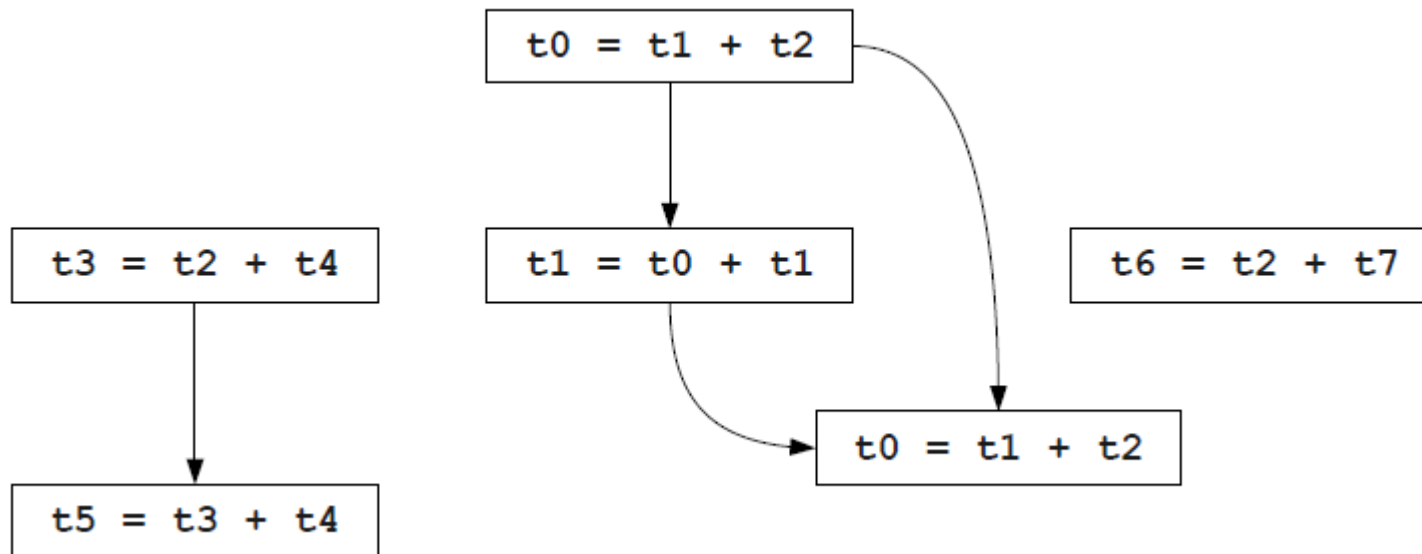 t0 = t1 + t2
t3 = t2 + t4
t1 = t0 + t1
t6 = t2 + t7
t0 = t1 + t2
t5 = t3 + t4